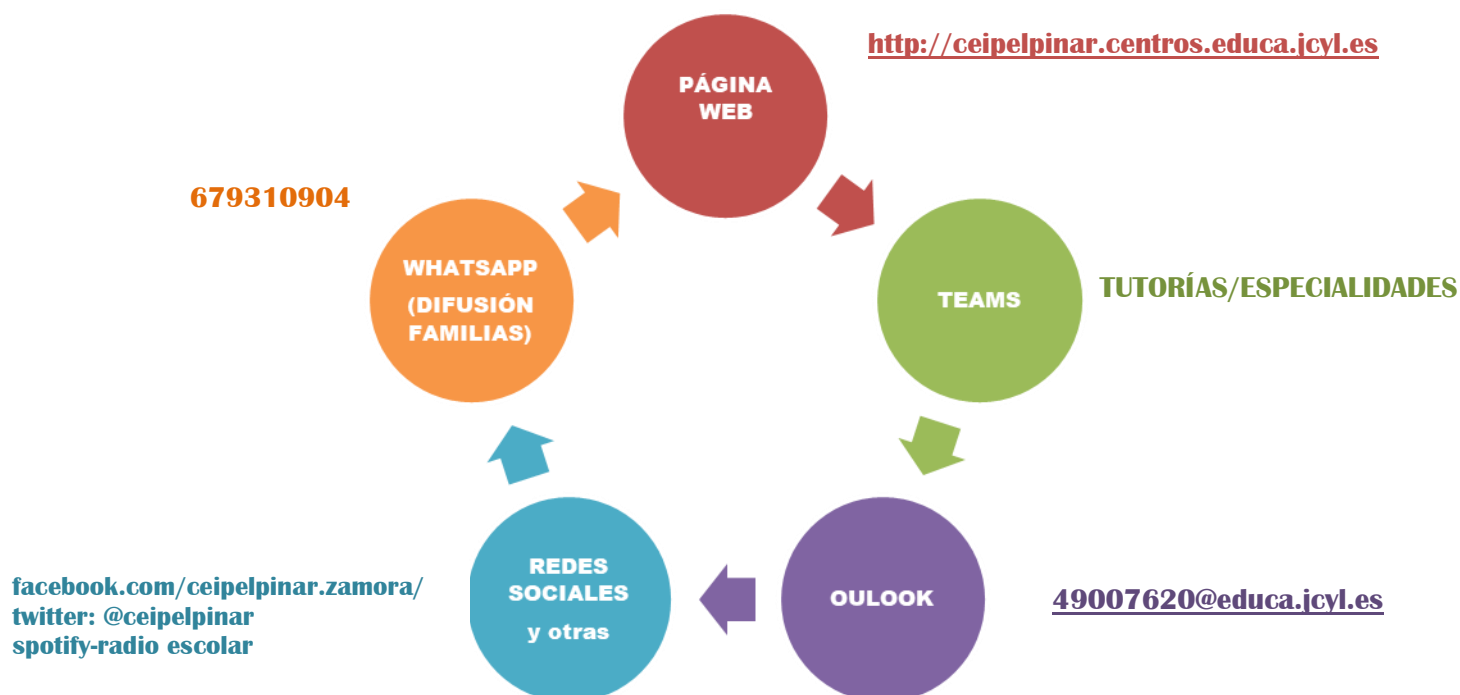 http://ceipelpinar.centros.educa.jcyl.es
PÁGINA
WEB
679310904
WHATSAPP
(DIFUSIÓN
FAMILIAS)
TEAMS
TUTORÍAS/ESPECIALIDADES
REDES
SOCIALES
y otras
facebook.com/ceipelpinar.zamora/
twitter: @ceipelpinar
spotify-radio escolar
OULOOK
49007620@educa.jcyl.es